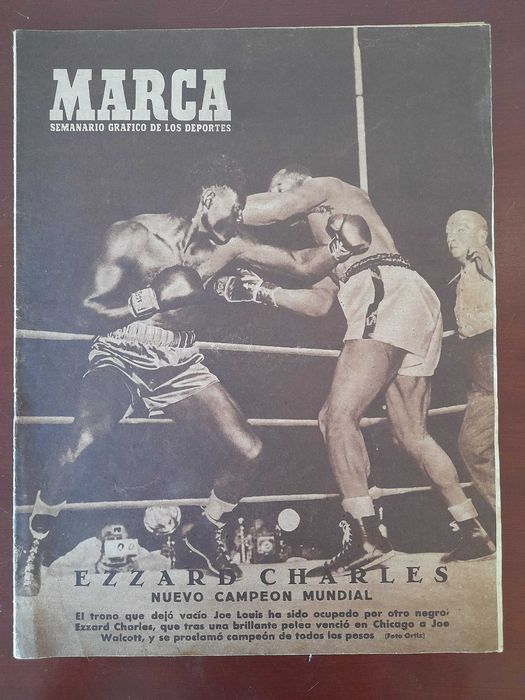 MARCA
SEMANARIO GRAFICO DE LOS DEPORTES
EZZARD CHARLES
NUEVO CAMPEON MUNDIAL
El trono que dejó vacío Joe Louis ha sido ocupado por otro negro:
Ezzard Charles, que tras una brillante pelea venció en Chicago a Joe
Walcott, y se proclamó campeón de todos los pesos (Foto Ortiz)